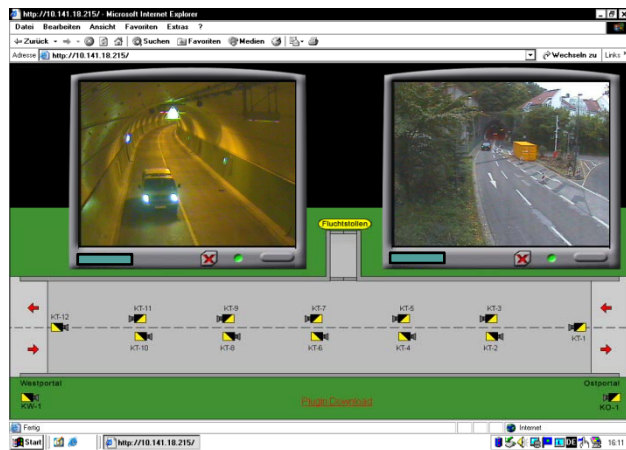 http://10.141.18.215/ - Microsoft Internet Explorer
Datei Bearbeiten Ansicht Favoriten Extras ?
Zurück Suchen Favoriten Medien
Adresse http://10.141.18.215/ Wechseln zu Links
Fluchtstollen
KT-12 KT-11 KT-9 KT-7 KT-5 KT-3
KT-10 KT-8 KT-6 KT-4 KT-2 KT-1
Westportal Ostportal
KW-1 Plugin Download KO-1
Fertig Internet
Start http://10.141.18.215/ DE 16:11